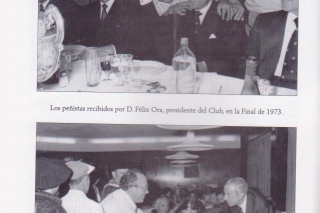 Los peñistas recibidos por D. Félix Ora, presidente del Club, en la Final de 1973.